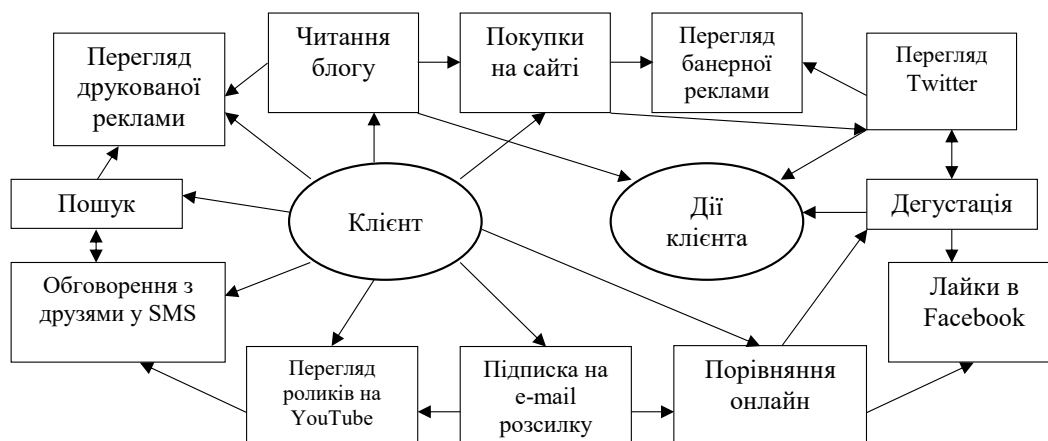 Перегляд
друкованої
реклами
Читання
блогу
Покупки
на сайті
Перегляд
банерної
реклами
Перегляд
Twitter
Пошук
Клієнт
Дії
клієнта
Дегустація
Обговорення з
друзями у SMS
Лайки в
Facebook
Перегляд
роликів на
YouTube
Підписка на
e-mail
розсилку
Порівняння
онлайн